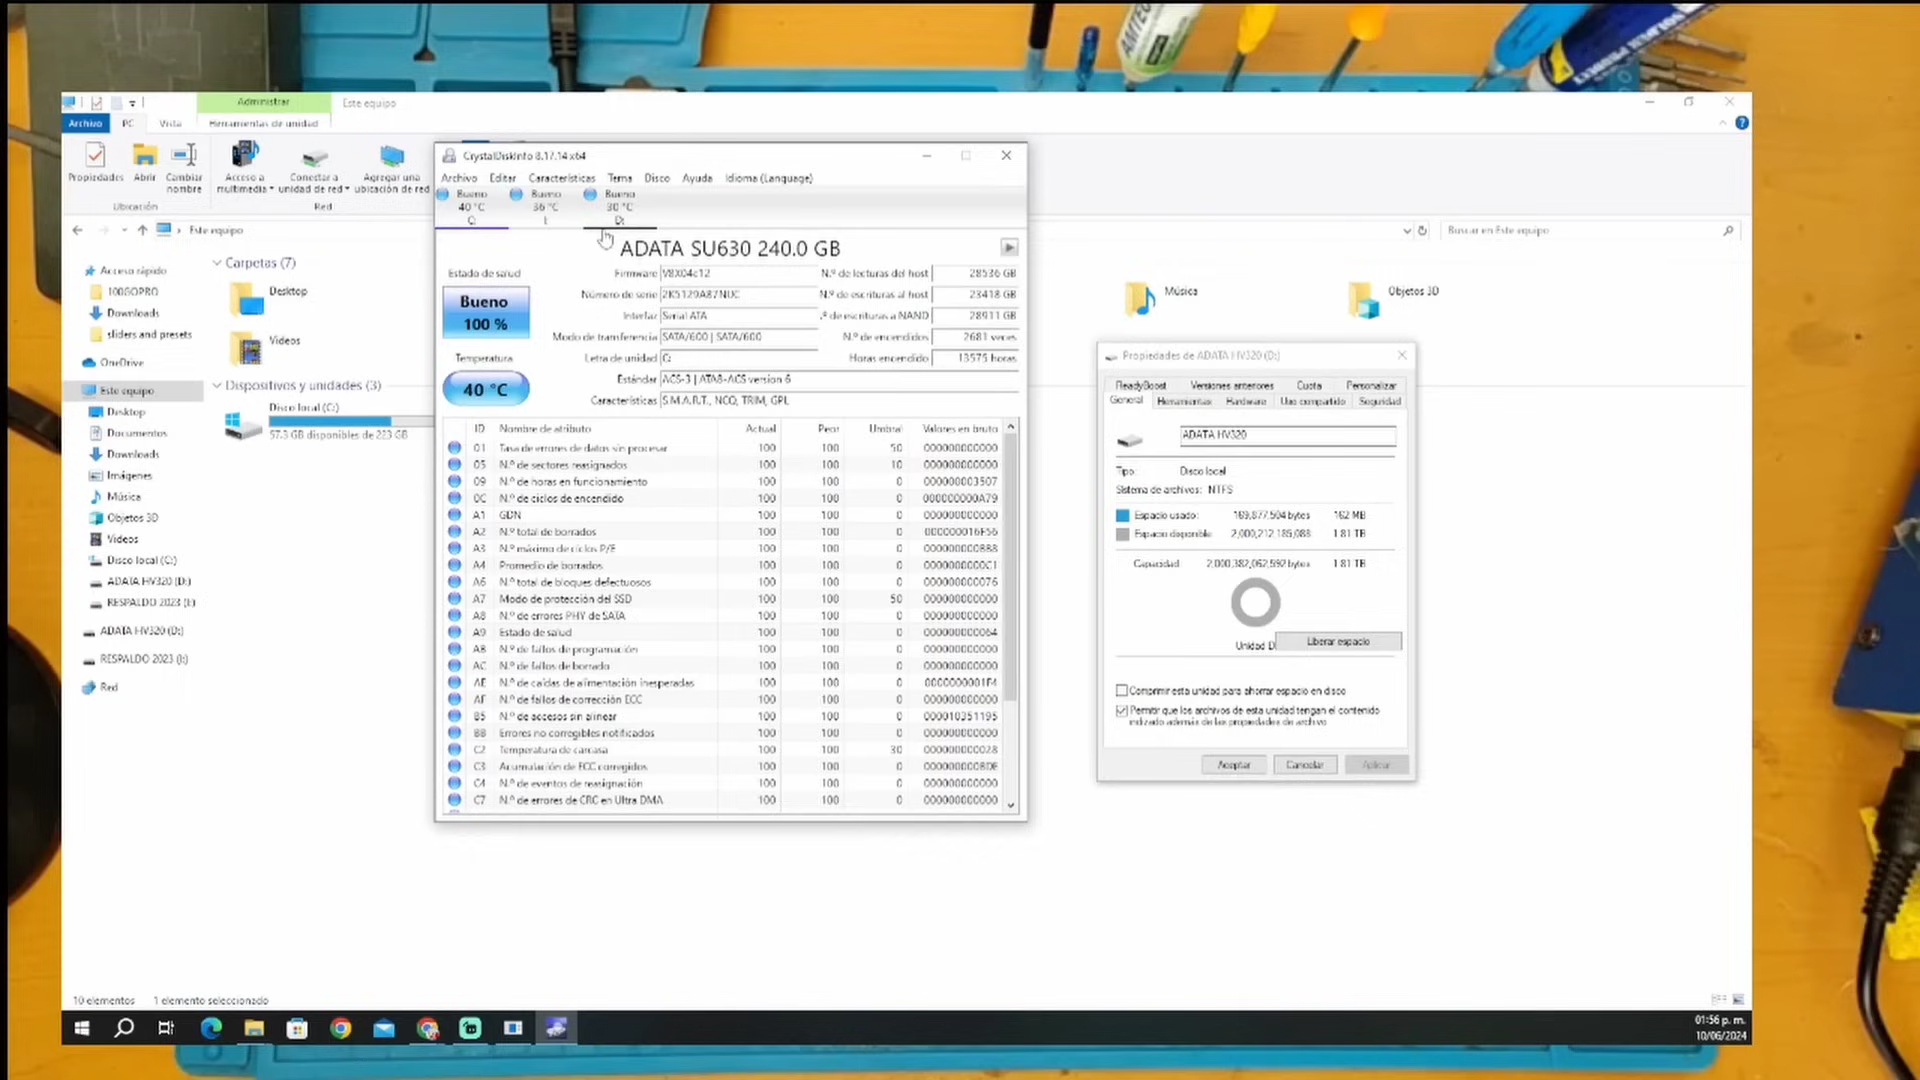 AMTECH
Administrar
Este equipo
Archivo
PC
Vista
Herramientas de unidad
Propiedades
Abrir
Cambiar nombre
Acceso a multimedia
Conectar a unidad de red
Agregar una ubicación de red
Ubicación
Red
Este equipo
Buscar en Este equipo
Acceso rápido
100GOPRO
Downloads
sliders and presets
OneDrive
Este equipo
Desktop
Documentos
Downloads
Imágenes
Música
Objetos 3D
Videos
Disco local (C:)
ADATA HV320 (D:)
RESPALDO 2023 (I:)
ADATA HV320 (D:)
RESPALDO 2023 (I:)
Red
Carpetas (7)
Desktop
Videos
Música
Objetos 3D
Dispositivos y unidades (3)
Disco local (C:)
57.3 GB disponibles de 223 GB
CrystalDiskInfo 8.17.14 x64
Archivo Editar Características Tema Disco Ayuda Idioma (Language)
Bueno Bueno Bueno
40 °C 36 °C 30 °C
C: I: D:
ADATA SU630 240.0 GB
Estado de salud
Bueno
100 %
Temperatura
40 °C
Firmware V8X04c12
Número de serie 2K5129A87NUC
Interfaz Serial ATA
Modo de transferencia SATA/600 | SATA/600
Letra de unidad C:
Estándar ACS-3 | ATA8-ACS version 6
Características S.M.A.R.T., NCQ, TRIM, GPL
N.º de lecturas del host 28536 GB
N.º de escrituras al host 23418 GB
.º de escrituras a NAND 28911 GB
N.º de encendidos 2681 veces
Horas encendido 13575 horas
ID Nombre de atributo Actual Peor Umbral Valores en bruto
01 Tasa de errores de datos sin procesar 100 100 50 000000000000
05 N.º de sectores reasignados 100 100 10 000000000000
09 N.º de horas en funcionamiento 100 100 0 000000003507
0C N.º de ciclos de encendido 100 100 0 000000000A79
A1 GDN 100 100 0 000000000000
A2 N.º total de borrados 100 100 0 000000016F56
A3 N.º máximo de ciclos P/E 100 100 0 000000000BB8
A4 Promedio de borrados 100 100 0 0000000000C1
A6 N.º total de bloques defectuosos 100 100 0 000000000076
A7 Modo de protección del SSD 100 100 50 000000000000
A8 N.º de errores PHY de SATA 100 100 0 000000000000
A9 Estado de salud 100 100 0 000000000064
AB N.º de fallos de programación 100 100 0 000000000000
AC N.º de fallos de borrado 100 100 0 000000000000
AE N.º de caídas de alimentación inesperadas 100 100 0 0000000001F4
AF N.º de fallos de corrección ECC 100 100 0 000000000000
B5 N.º de accesos sin alinear 100 100 0 000010351195
BB Errores no corregibles notificados 100 100 0 000000000000
C2 Temperatura de carcasa 100 100 30 000000000028
C3 Acumulación de ECC corregidos 100 100 0
C4 N.º de eventos de reasignación 100 100 0 000000000000
C7 N.º de errores de CRC en Ultra DMA 100 100 0 000000000000
Propiedades de ADATA HV320 (D:)
ReadyBoost Versiones anteriores Cuota Personalizar
General Herramientas Hardware Uso compartido Seguridad
ADATA HV320
Tipo: Disco local
Sistema de archivos: NTFS
Espacio usado: 169,877,504 bytes 162 MB
Espacio disponible: 2,000,212,185,088 1.81 TB
Capacidad 2,000,382,062,592 bytes 1.81 TB
Unidad D
Liberar espacio
Comprimir esta unidad para ahorrar espacio en disco
Permitir que los archivos de esta unidad tengan el contenido
indizado además de las propiedades de archivo
Aceptar Cancelar Aplicar
10 elementos 1 elemento seleccionado
01:56 p. m.
10/06/2024